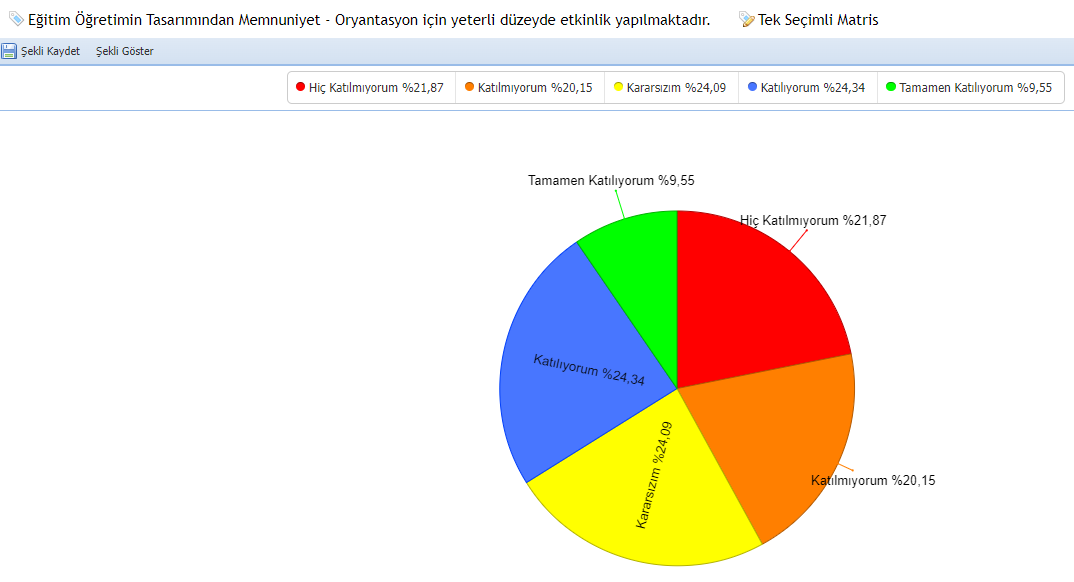 Eğitim Öğretimin Tasarımından Memnuniyet - Oryantasyon için yeterli düzeyde etkinlik yapılmaktadır. Tek Seçimli Matris
Şekli Kaydet Şekli Göster
Hiç Katılmıyorum %21,87 Katılmıyorum %20,15 Kararsızım %24,09 Katılıyorum %24,34 Tamamen Katılıyorum %9,55
Tamamen Katılıyorum %9,55
Hiç Katılmıyorum %21,87
Katılıyorum %24,34
Kararsızım %24,09
Katılmıyorum %20,15